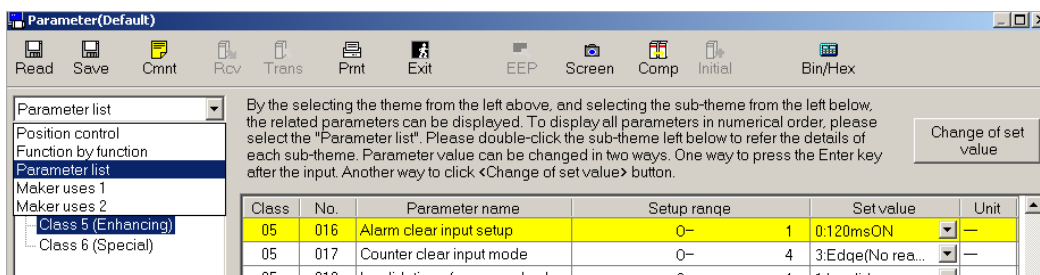 Parameter(Default)
Read Save Cmnt Rcv Trans Prnt Exit EEP Screen Comp Initial Bin/Hex
Parameter list
Position control
Function by function
Parameter list
Maker uses 1
Maker uses 2
Class 5 (Enhancing)
Class 6 (Special)
By the selecting the theme from the left above, and selecting the sub-theme from the left below,
the related parameters can be displayed. To display all parameters in numerical order, please
select the "Parameter list". Please double-click the sub-theme left below to refer the details of
each sub-theme. Parameter value can be changed in two ways. One way to press the Enter key
after the input. Another way to click <Change of set value> button.
Change of set
value
Class No. Parameter name Setup range Set value Unit
05 016 Alarm clear input setup 0– 1 0:120msON —
05 017 Counter clear input mode 0– 4 3:Edge(No rea... —